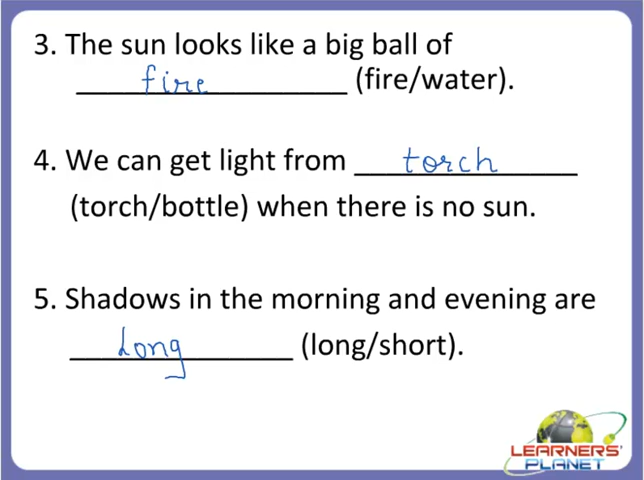 3. The sun looks like a big ball of
fire (fire/water).
4. We can get light from torch
(torch/bottle) when there is no sun.
5. Shadows in the morning and evening are
Long (long/short).
LEARNERS'
PLANET